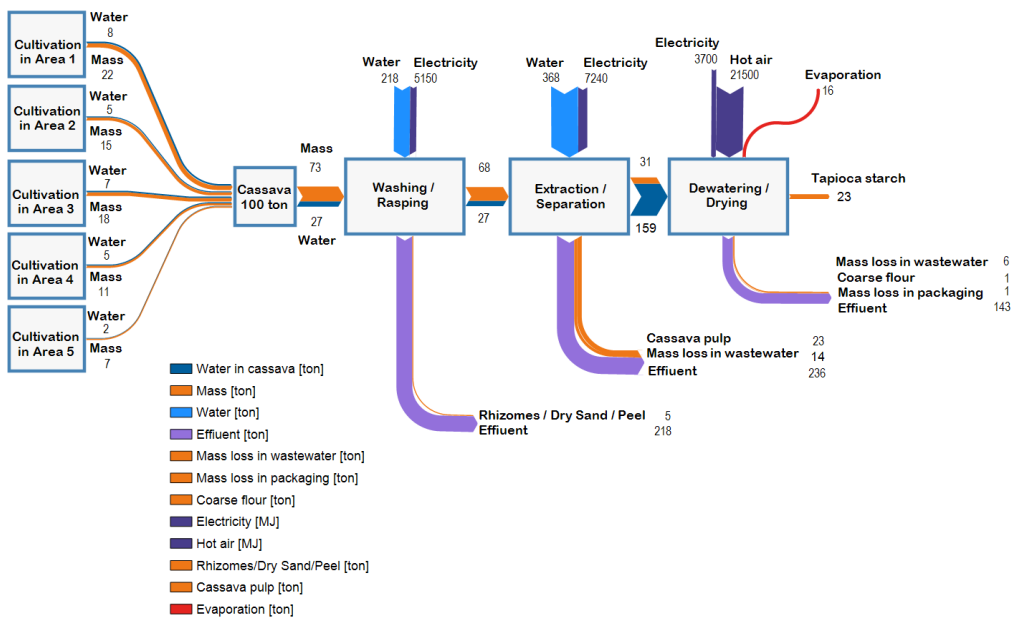 Water
8
Cultivation
in Area 1
Mass
22
Water
5
Cultivation
in Area 2
Mass
15
Water
7
Cultivation
in Area 3
Mass
18
Water
5
Cultivation
in Area 4
Mass
11
Water
2
Cultivation
in Area 5
Mass
7
Cassava
100 ton
Mass
73
27
Water
Water
218
Electricity
5150
Washing /
Rasping
68
27
Water
368
Electricity
7240
Extraction /
Separation
31
159
Electricity
3700
Hot air
21500
Evaporation
16
Dewatering /
Drying
Tapioca starch
23
Mass loss in wastewater 6
Coarse flour 1
Mass loss in packaging 1
Effiuent 143
Cassava pulp 23
Mass loss in wastewater 14
Effiuent 236
Rhizomes / Dry Sand / Peel 5
Effiuent 218
Water in cassava [ton]
Mass [ton]
Water [ton]
Effiuent [ton]
Mass loss in wastewater [ton]
Mass loss in packaging [ton]
Coarse flour [ton]
Electricity [MJ]
Hot air [MJ]
Rhizomes/Dry Sand/Peel [ton]
Cassava pulp [ton]
Evaporation [ton]